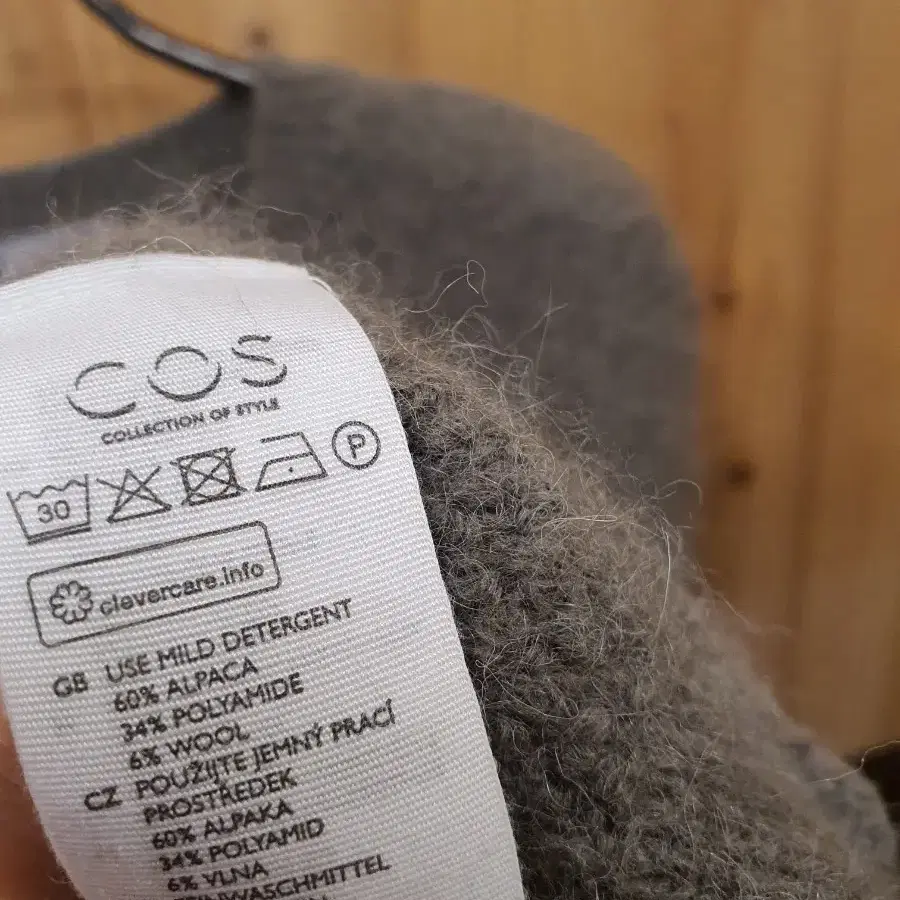 COS
COLLECTION OF STYLE
30 P
clevercare.info
GB USE MILD DETERGENT
60% ALPACA
34% POLYAMIDE
6% WOOL
CZ POUŽIJTE JEMNÝ PRACÍ
PROSTŘEDEK
60% ALPAKA
34% POLYAMID
6% VLNA